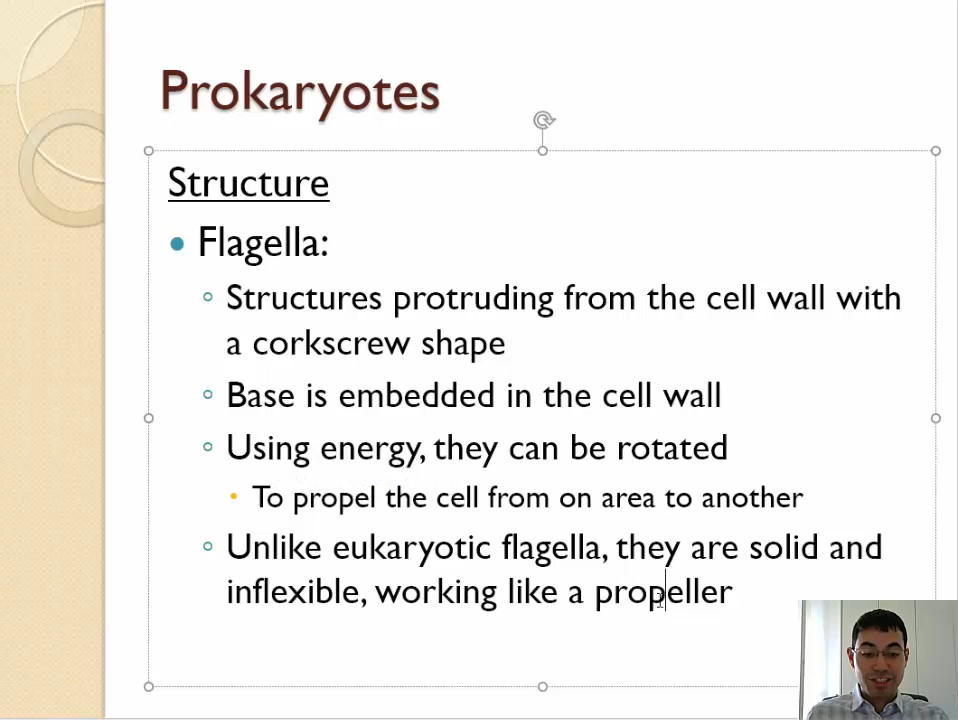 Prokaryotes
Structure
• Flagella:
◦ Structures protruding from the cell wall with
a corkscrew shape
◦ Base is embedded in the cell wall
◦ Using energy, they can be rotated
• To propel the cell from on area to another
◦ Unlike eukaryotic flagella, they are solid and
inflexible, working like a propeller